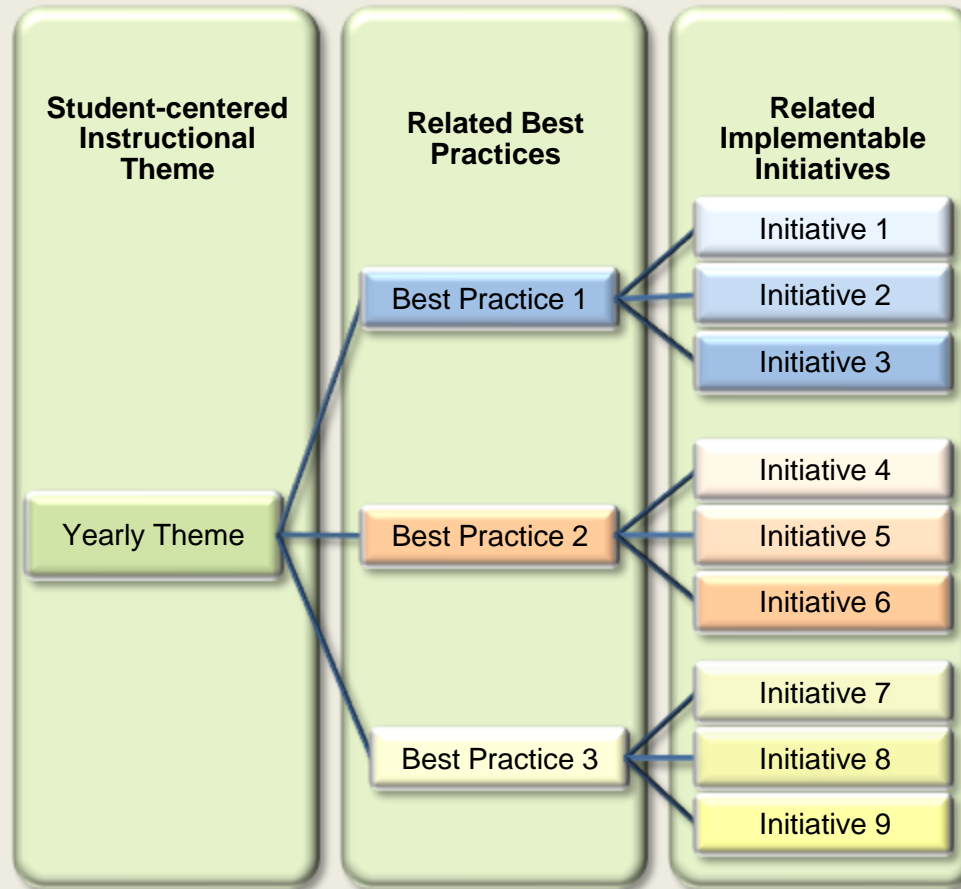 Student-centered
Instructional
Theme
Related Best
Practices
Related
Implementable
Initiatives
Yearly Theme
Best Practice 1
Initiative 1
Initiative 2
Initiative 3
Best Practice 2
Initiative 4
Initiative 5
Initiative 6
Best Practice 3
Initiative 7
Initiative 8
Initiative 9